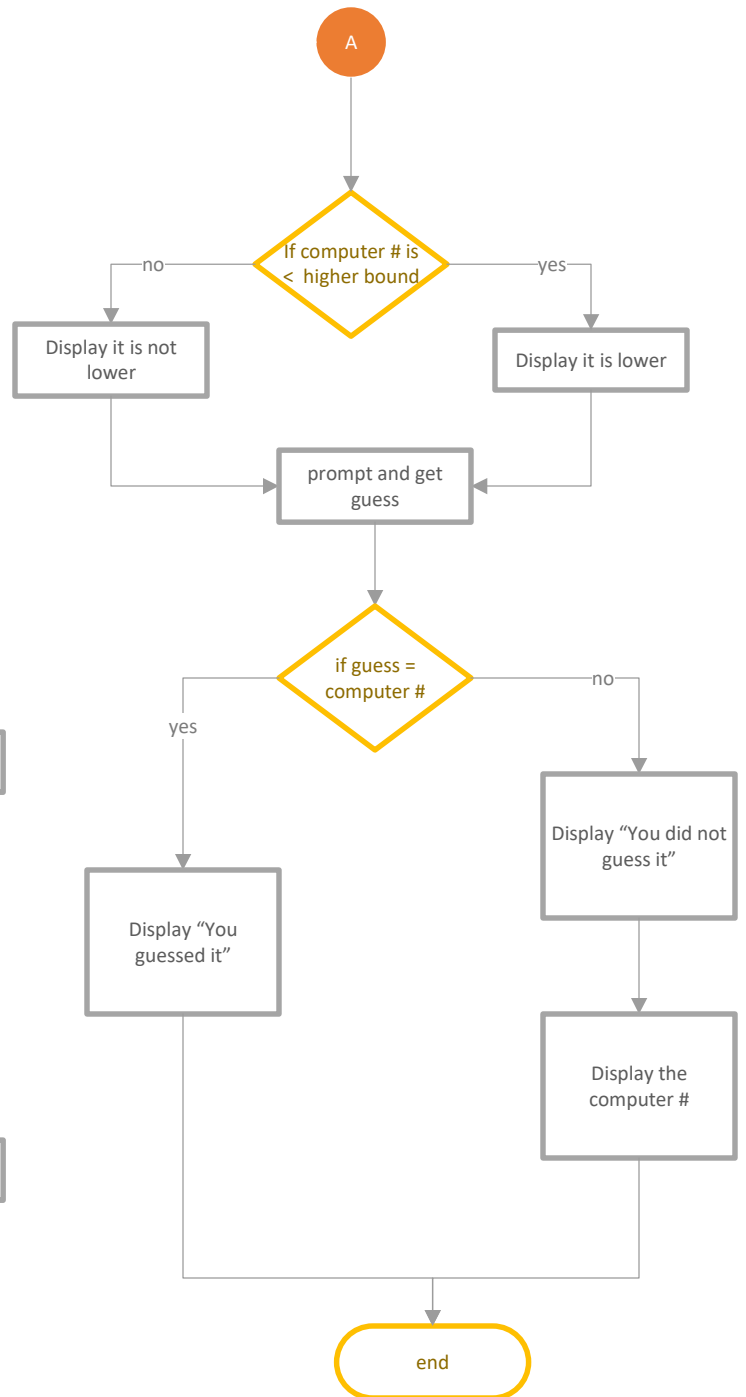 A
If computer # is
< higher bound
no
yes
Display it is not
lower
Display it is lower
prompt and get
guess
if guess =
computer #
yes
no
Display “You did not
guess it”
Display “You
guessed it”
Display the
computer #
end